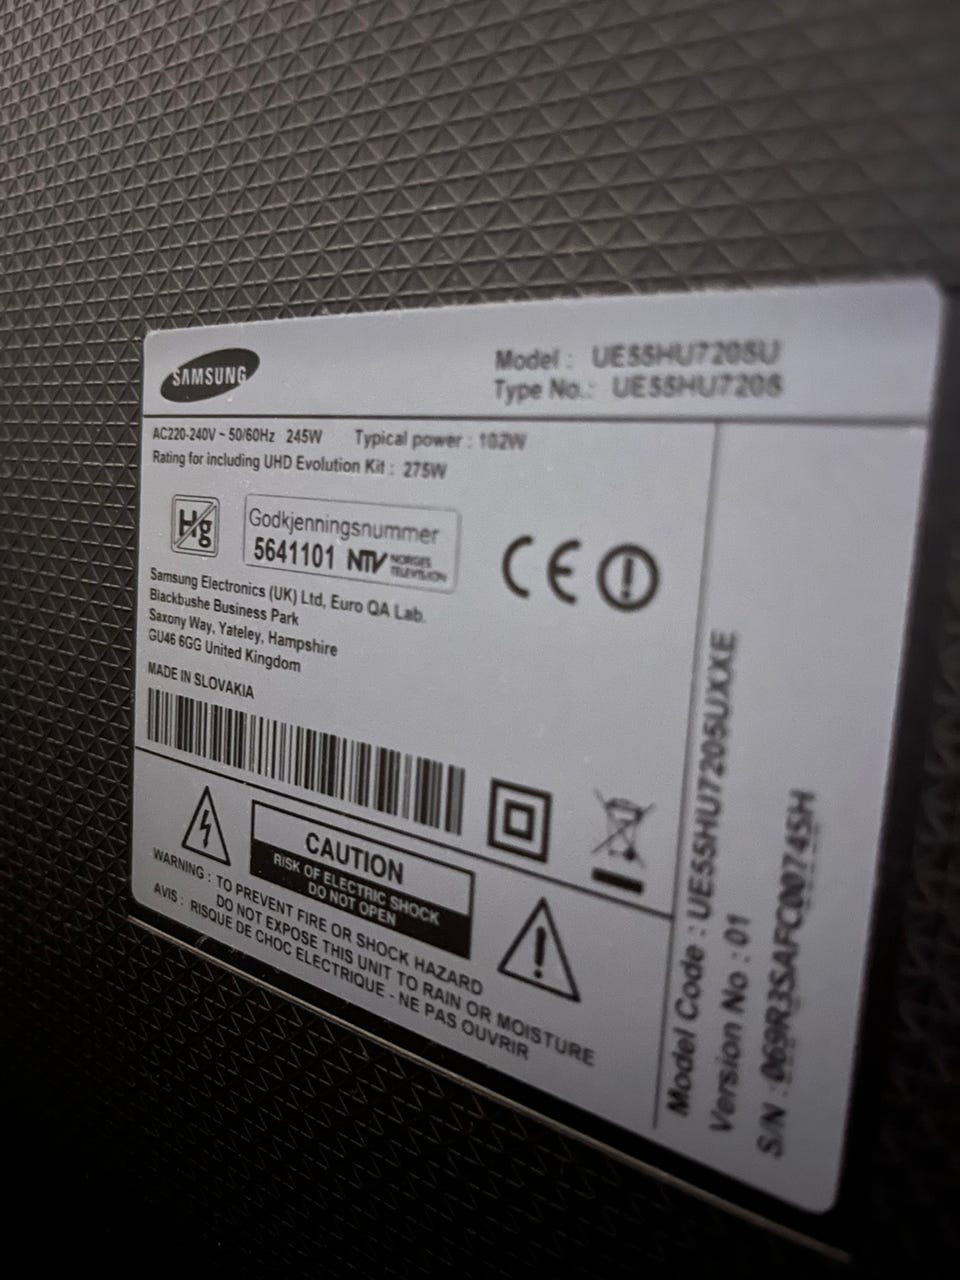 SAMSUNG
Model : UE55HU7205U
Type No.: UE55HU7205
AC220-240V ~ 50/60Hz 245W Typical power : 102W
Rating for including UHD Evolution Kit : 275W
Hg
Godkjenningsnummer
5641101 NTV NORGES TELEVISION
CE
Samsung Electronics (UK) Ltd, Euro QA Lab.
Blackbushe Business Park
Saxony Way, Yateley, Hampshire
GU46 6GG United Kingdom
MADE IN SLOVAKIA
CAUTION
RISK OF ELECTRIC SHOCK
DO NOT OPEN
WARNING : TO PREVENT FIRE OR SHOCK HAZARD
DO NOT EXPOSE THIS UNIT TO RAIN OR MOISTURE
AVIS : RISQUE DE CHOC ELECTRIQUE - NE PAS OUVRIR
Model Code : UE55HU7205UXXE
Version No : 01
S/N :